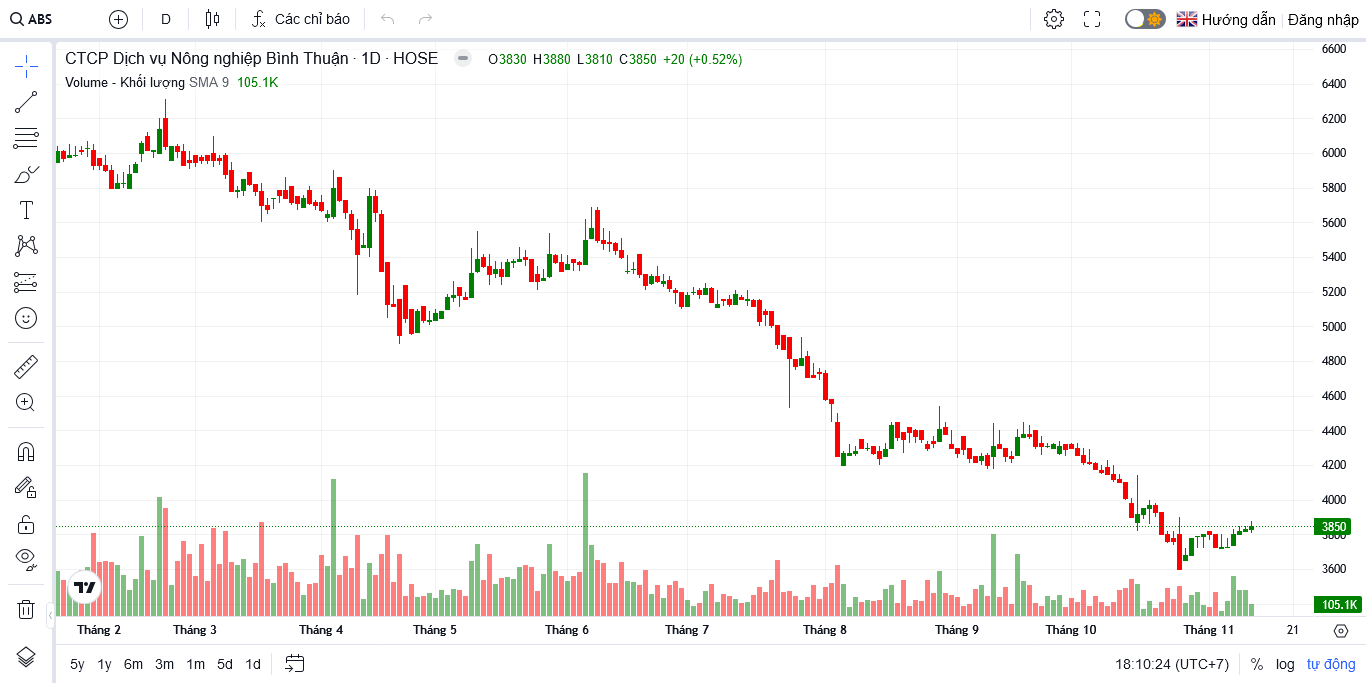 ABS D Các chỉ báo Hướng dẫn Đăng nhập
CTCP Dịch vụ Nông nghiệp Bình Thuận · 1D · HOSE O3830 H3880 L3810 C3850 +20 (+0.52%)
Volume - Khối lượng SMA 9 105.1K
6600
6400
6200
6000
5800
5600
5400
5200
5000
4800
4600
4400
4200
4000
3850
3800
3600
105.1K
Tháng 2 Tháng 3 Tháng 4 Tháng 5 Tháng 6 Tháng 7 Tháng 8 Tháng 9 Tháng 10 Tháng 11 21
5y 1y 6m 3m 1m 5d 1d 18:10:24 (UTC+7) % log tự động